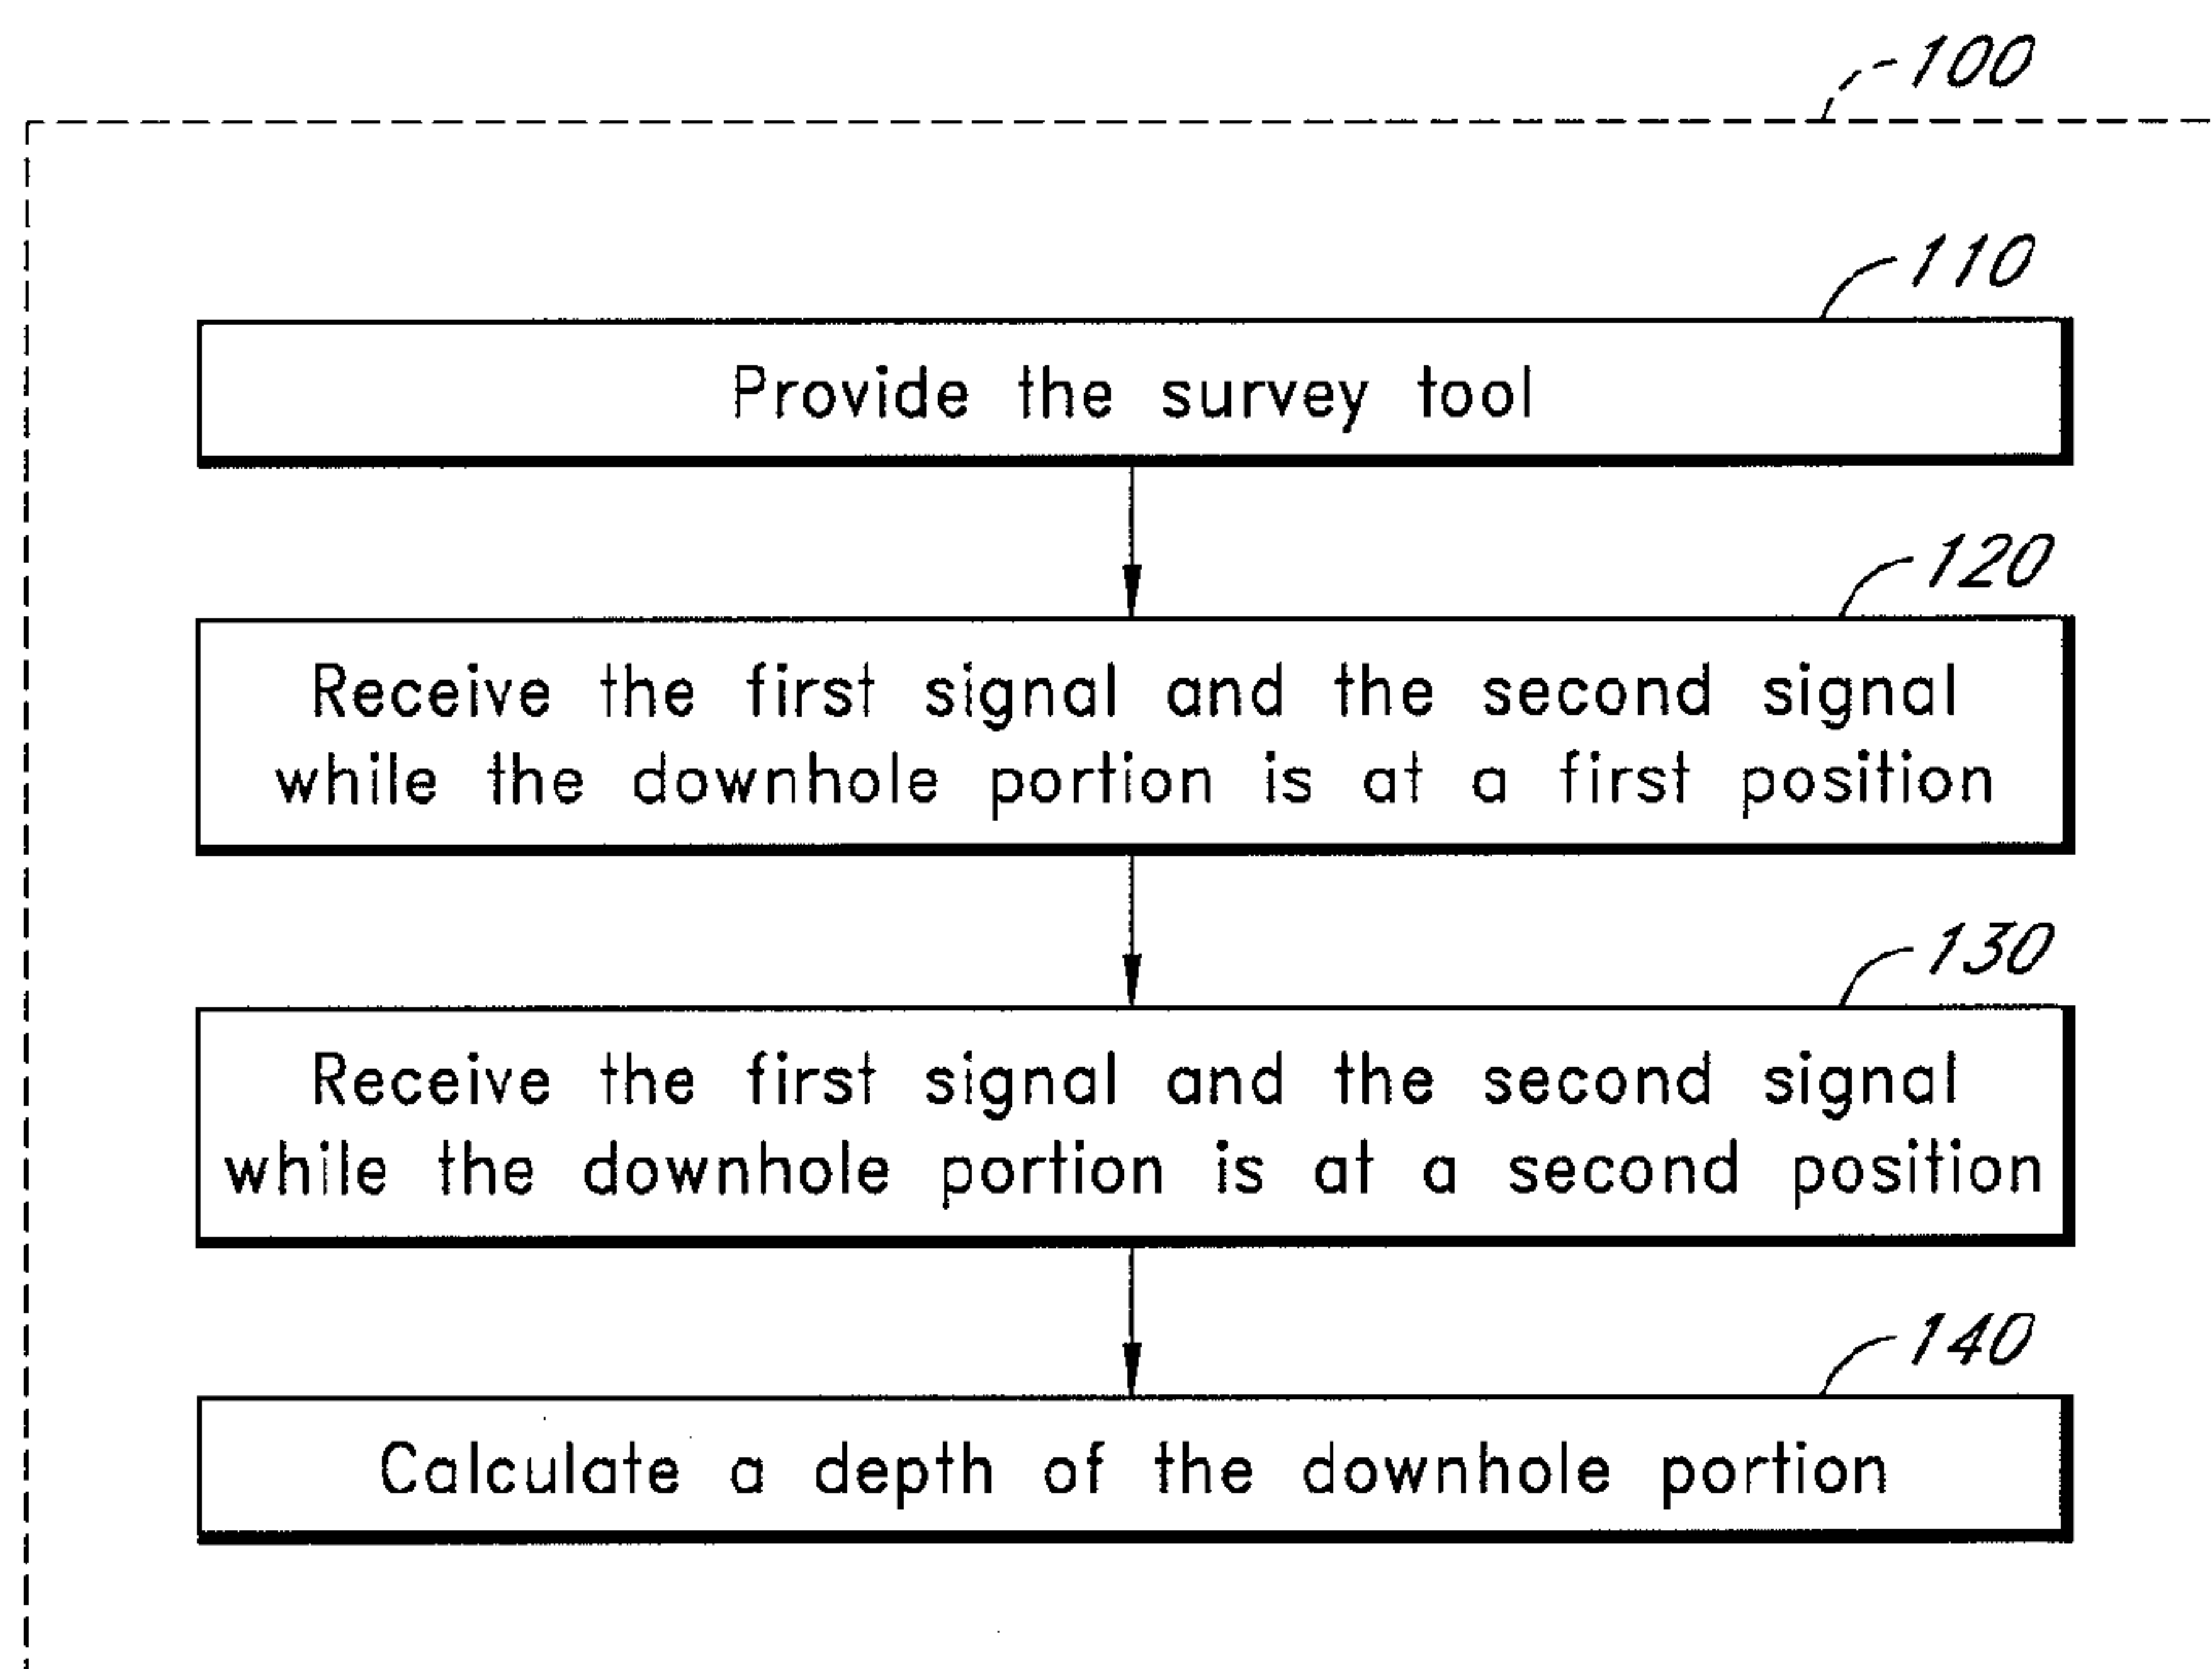 100
110
Provide the survey tool
120
Receive the first signal and the second signal
while the downhole portion is at a first position
130
Receive the first signal and the second signal
while the downhole portion is at a second position
140
Calculate a depth of the downhole portion